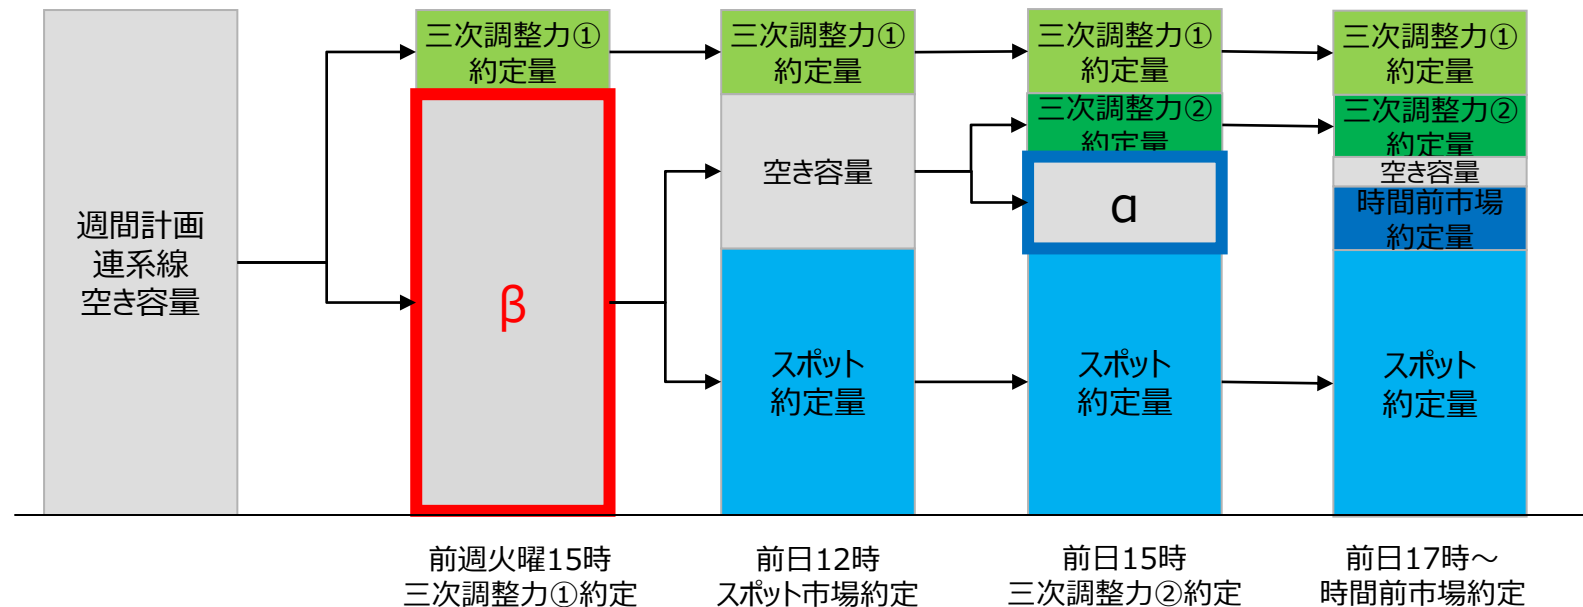 週間計画
連系線
空き容量
三次調整力①
約定量
β
前週火曜15時
三次調整力①約定
三次調整力①
約定量
空き容量
スポット
約定量
前日12時
スポット市場約定
三次調整力①
約定量
三次調整力②
約定量
α
スポット
約定量
前日15時
三次調整力②約定
三次調整力①
約定量
三次調整力②
約定量
空き容量
時間前市場
約定量
スポット
約定量
前日17時～
時間前市場約定